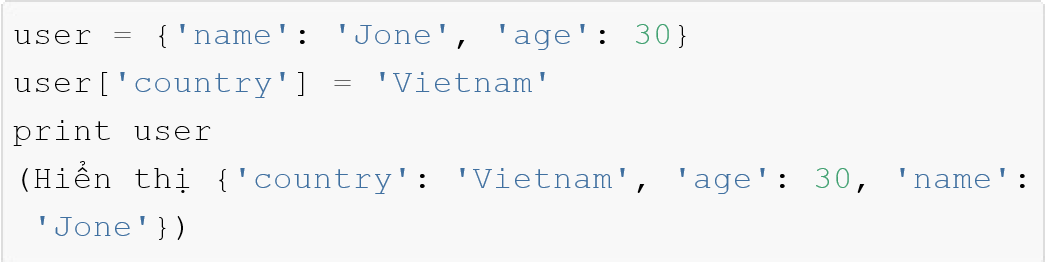 user = {'name': 'Jone', 'age': 30}
user['country'] = 'Vietnam'
print user
(Hiển thị {'country': 'Vietnam', 'age': 30, 'name':
'Jone'})